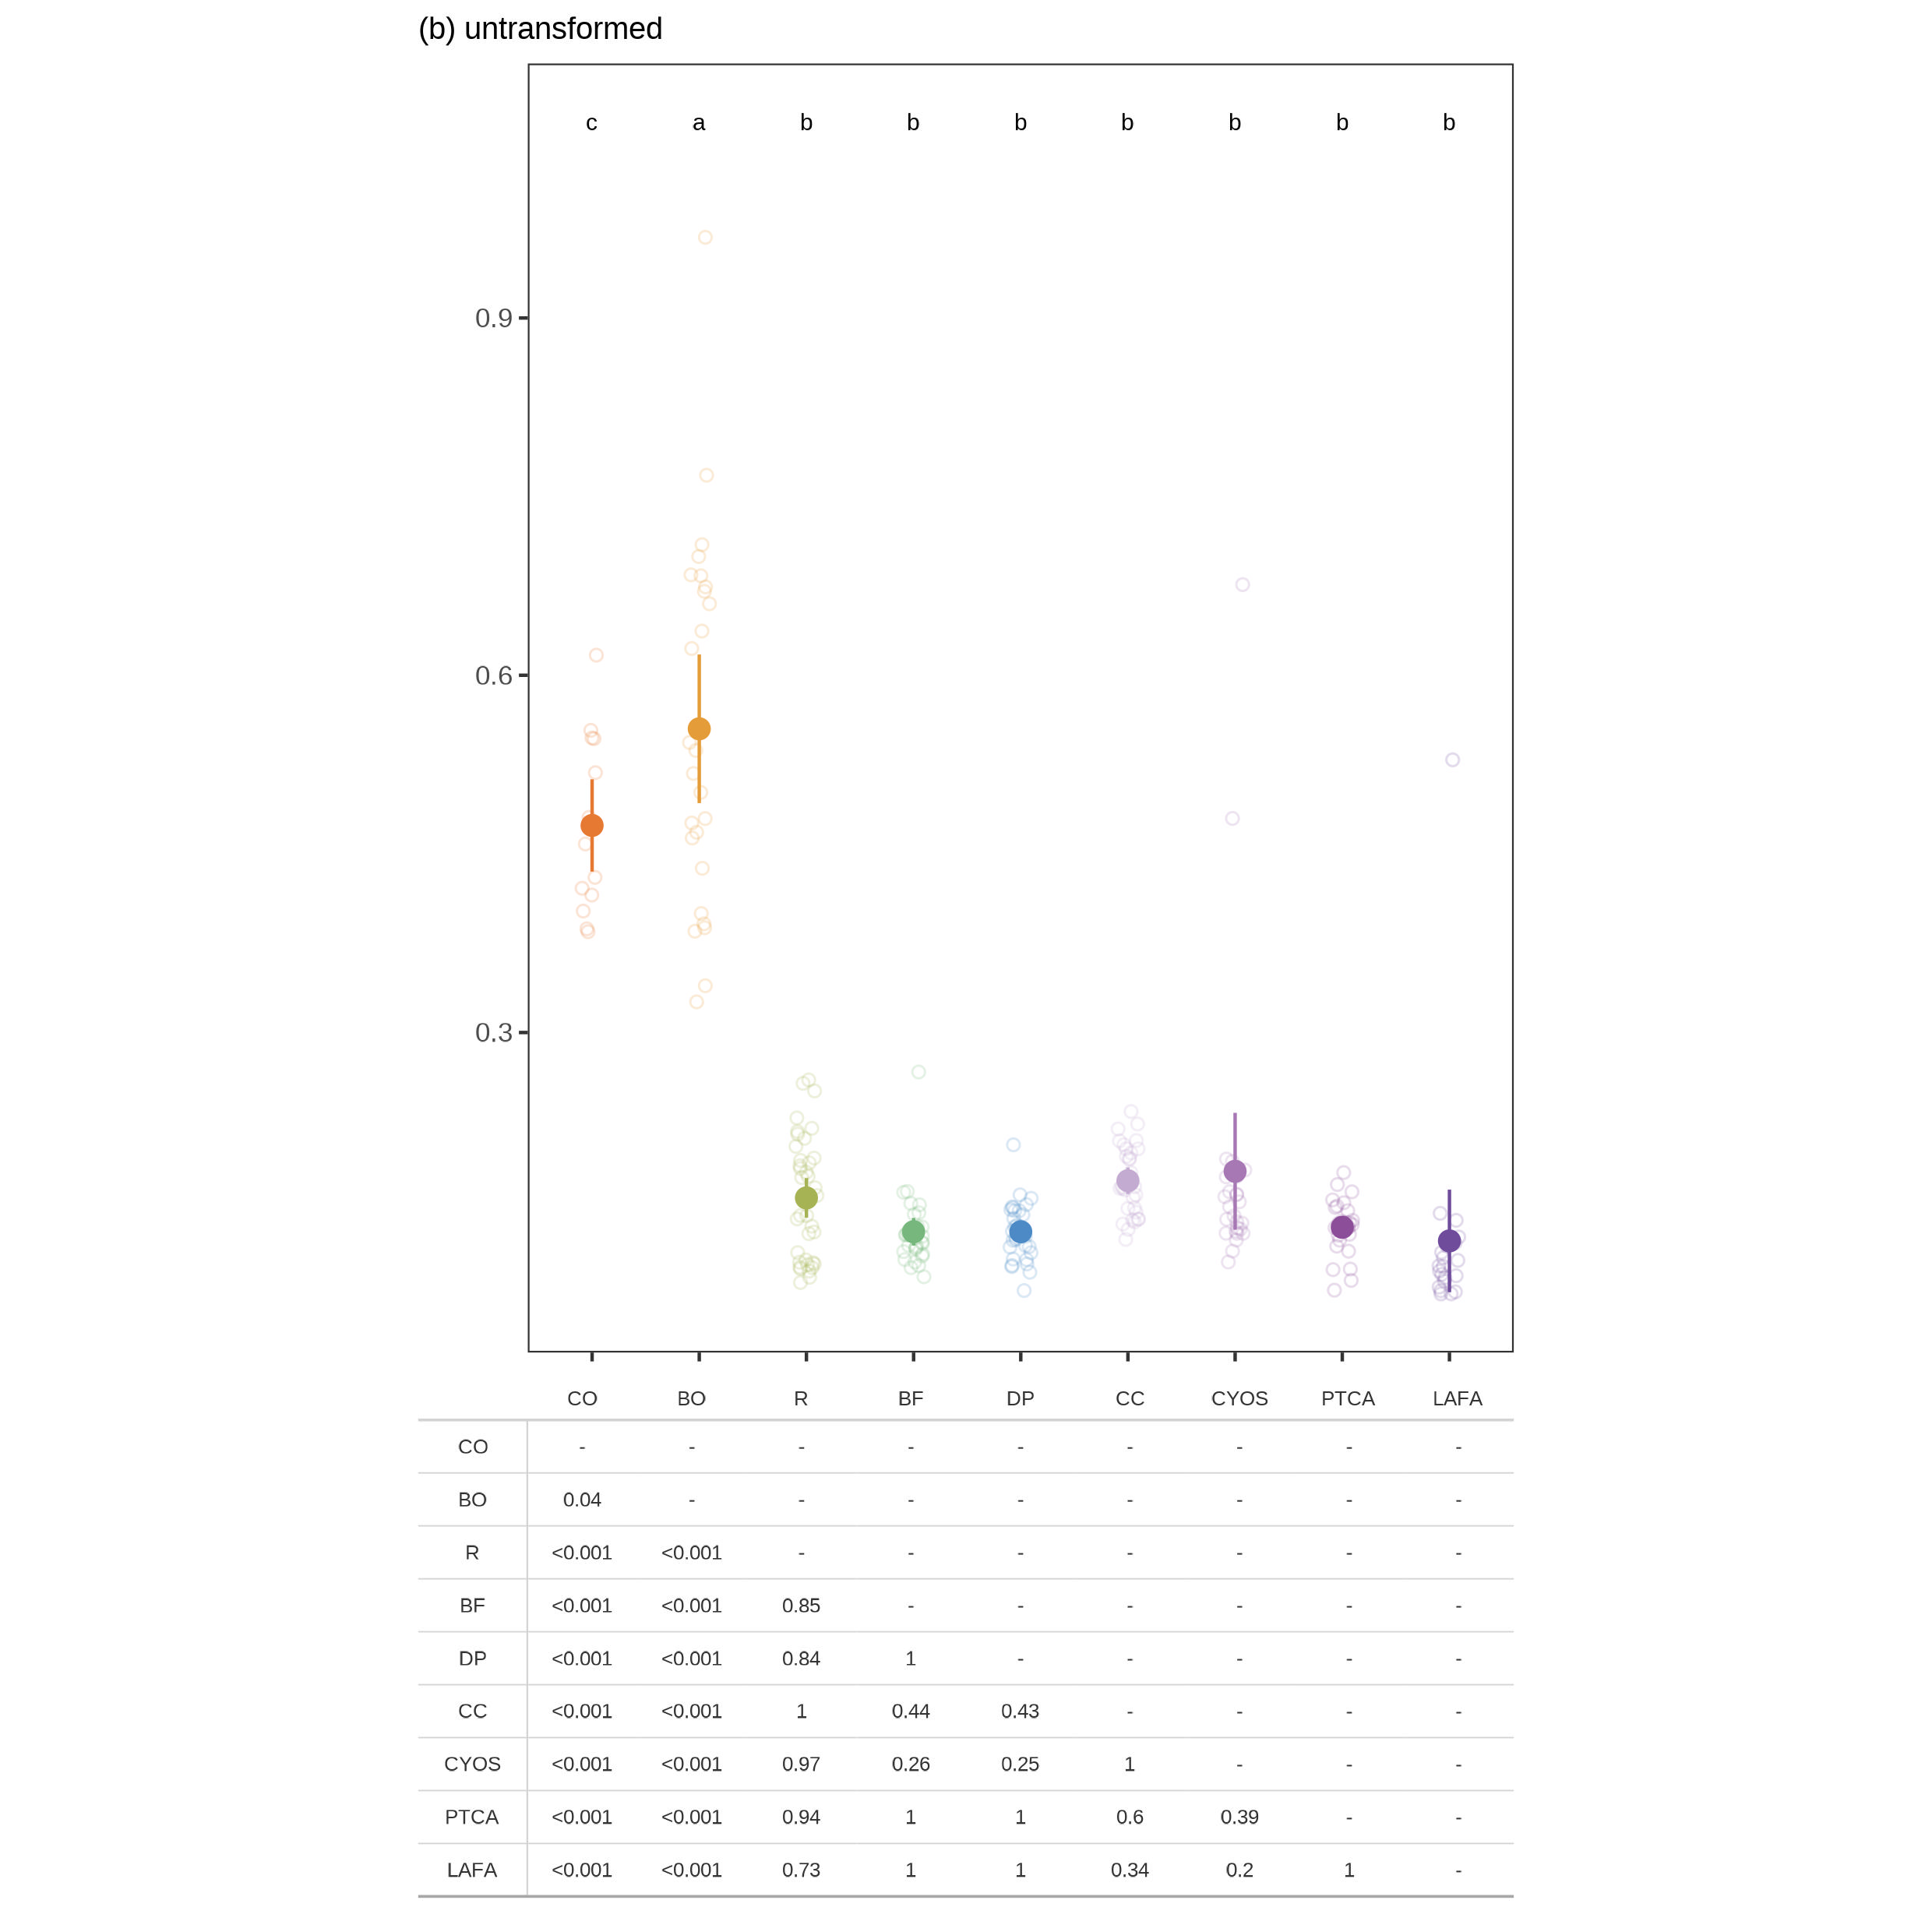 (b) untransformed
c a b b b b b b b
0.9
0.6
0.3
CO BO R BF DP CC CYOS PTCA LAFA
CO - - - - - - - - -
BO 0.04 - - - - - - - -
R <0.001 <0.001 - - - - - - -
BF <0.001 <0.001 0.85 - - - - - -
DP <0.001 <0.001 0.84 1 - - - - -
CC <0.001 <0.001 1 0.44 0.43 - - - -
CYOS <0.001 <0.001 0.97 0.26 0.25 1 - - -
PTCA <0.001 <0.001 0.94 1 1 0.6 0.39 - -
LAFA <0.001 <0.001 0.73 1 1 0.34 0.2 1 -